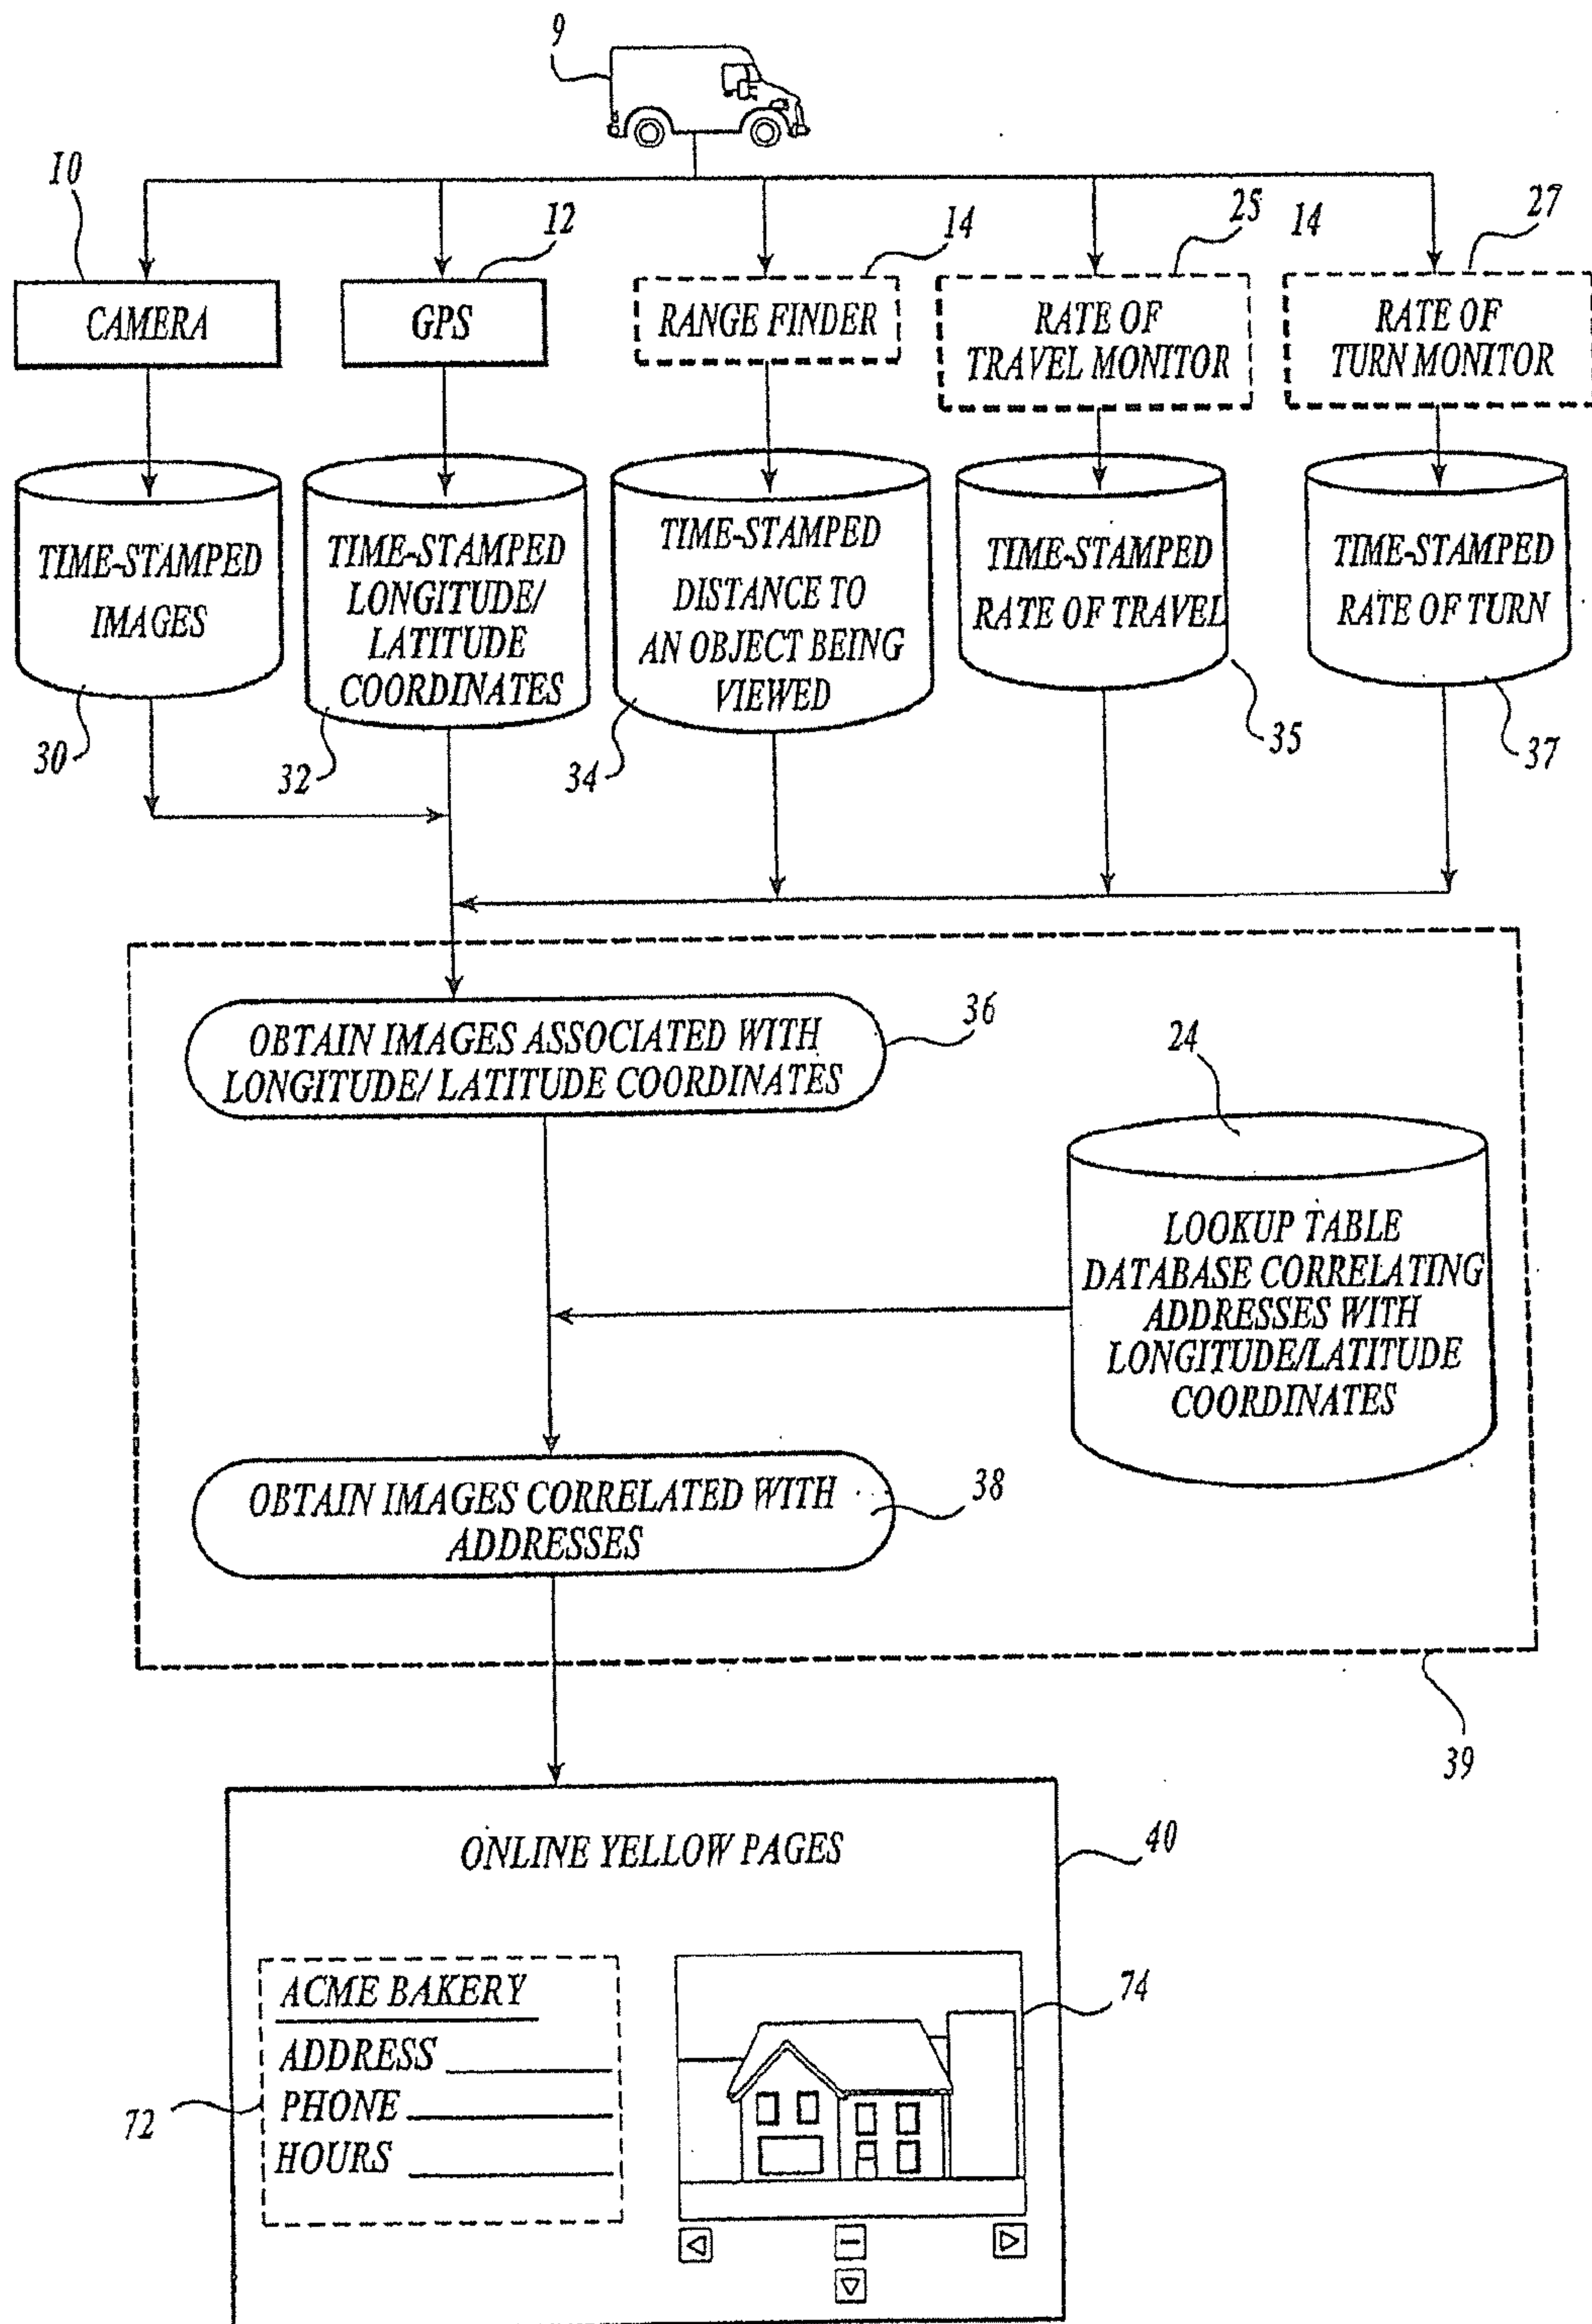 9
10
12
14
25
14
27
CAMERA
GPS
RANGE FINDER
RATE OF
TRAVEL MONITOR
RATE OF
TURN MONITOR
TIME-STAMPED
IMAGES
TIME-STAMPED
LONGITUDE/
LATITUDE
COORDINATES
TIME-STAMPED
DISTANCE TO
AN OBJECT BEING
VIEWED
TIME-STAMPED
RATE OF TRAVEL
TIME-STAMPED
RATE OF TURN
30
32
34
35
37
OBTAIN IMAGES ASSOCIATED WITH
LONGITUDE/ LATITUDE COORDINATES
36
24
LOOKUP TABLE
DATABASE CORRELATING
ADDRESSES WITH
LONGITUDE/LATITUDE
COORDINATES
OBTAIN IMAGES CORRELATED WITH
ADDRESSES
38
39
ONLINE YELLOW PAGES
40
ACME BAKERY
ADDRESS
PHONE
HOURS
72
74